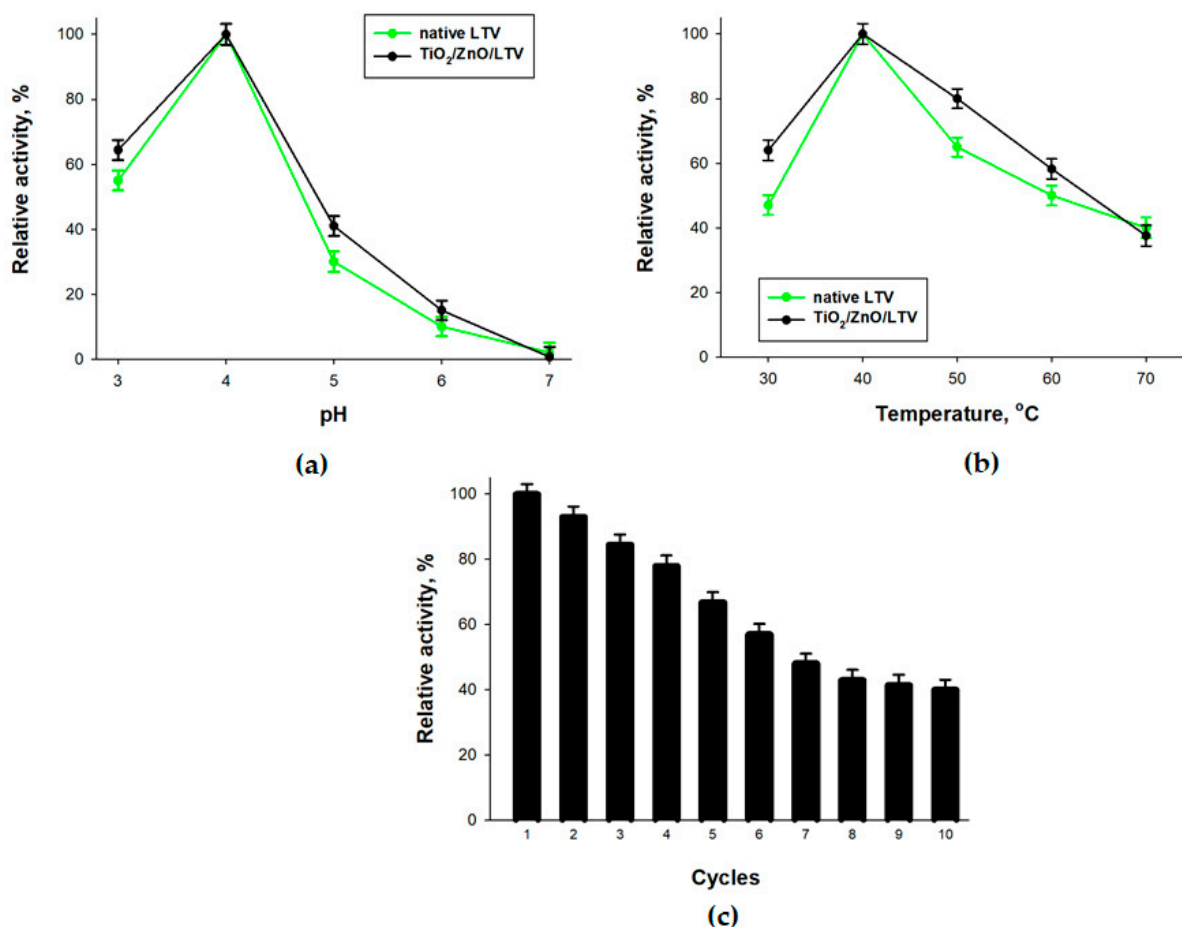 100
80
60
40
20
0
Relative activity, %
native LTV
TiO2/ZnO/LTV
3 4 5 6 7
pH
(a)
100
80
60
40
20
0
Relative activity, %
native LTV
TiO2/ZnO/LTV
30 40 50 60 70
Temperature, °C
(b)
100
80
60
40
20
0
Relative activity, %
1 2 3 4 5 6 7 8 9 10
Cycles
(c)